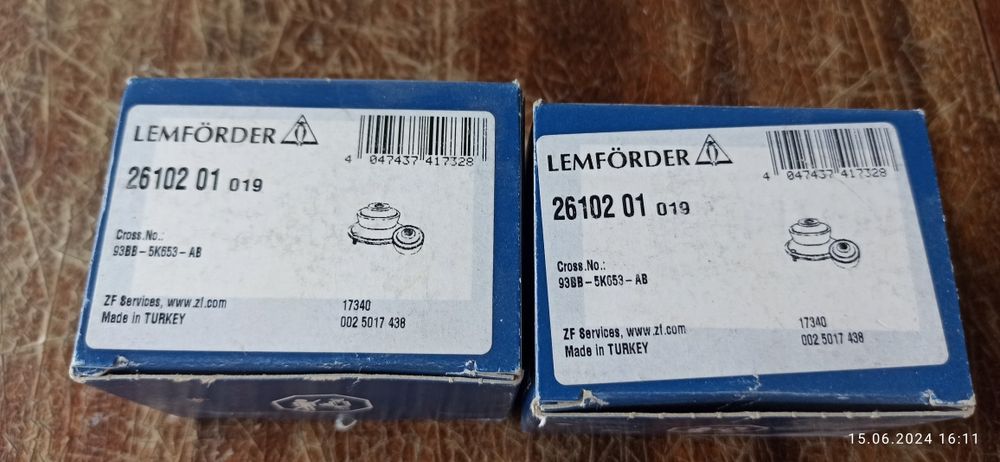 LEMFÖRDER
4 047437 417328
26102 01 019
Cross.No.:
93BB-5K653-AB
ZF Services, www.zf.com
Made in TURKEY
17340
002 5017 438
LEMFÖRDER
4 047437 417328
26102 01 019
Cross.No.:
93BB-5K653-AB
ZF Services, www.zf.com
Made in TURKEY
17340
002 5017 438
15.06.2024 16:11